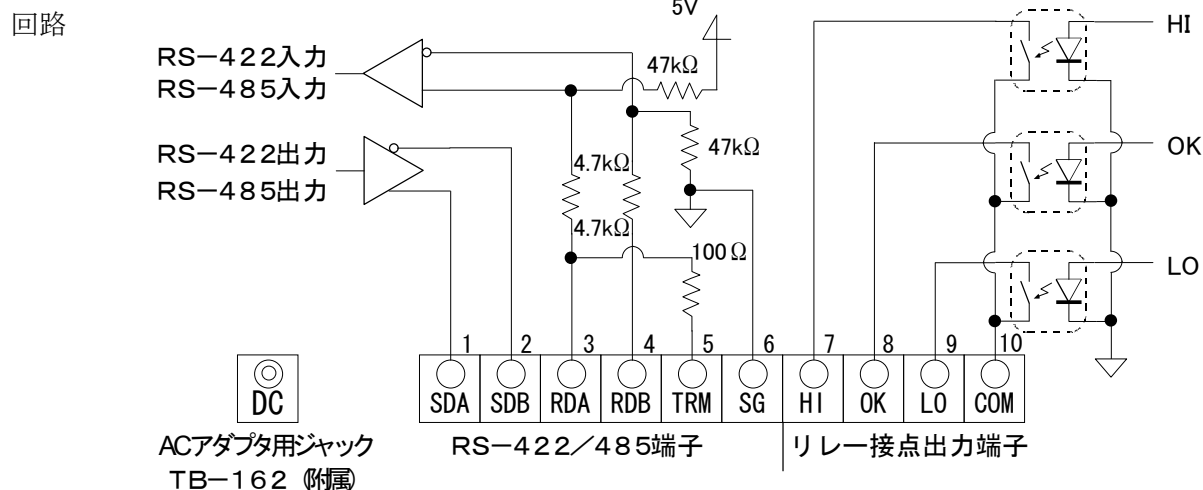 回路
5V
HI
RS-422入力
RS-485入力
47kΩ
RS-422出力
RS-485出力
47kΩ
OK
4.7kΩ
4.7kΩ
100Ω
LO
1 2 3 4 5 6 7 8 9 10
DC
SDA SDB RDA RDB TRM SG HI OK LO COM
ACアダプタ用ジャック
TB-162 (附属)
RS-422/485端子
リレー接点出力端子